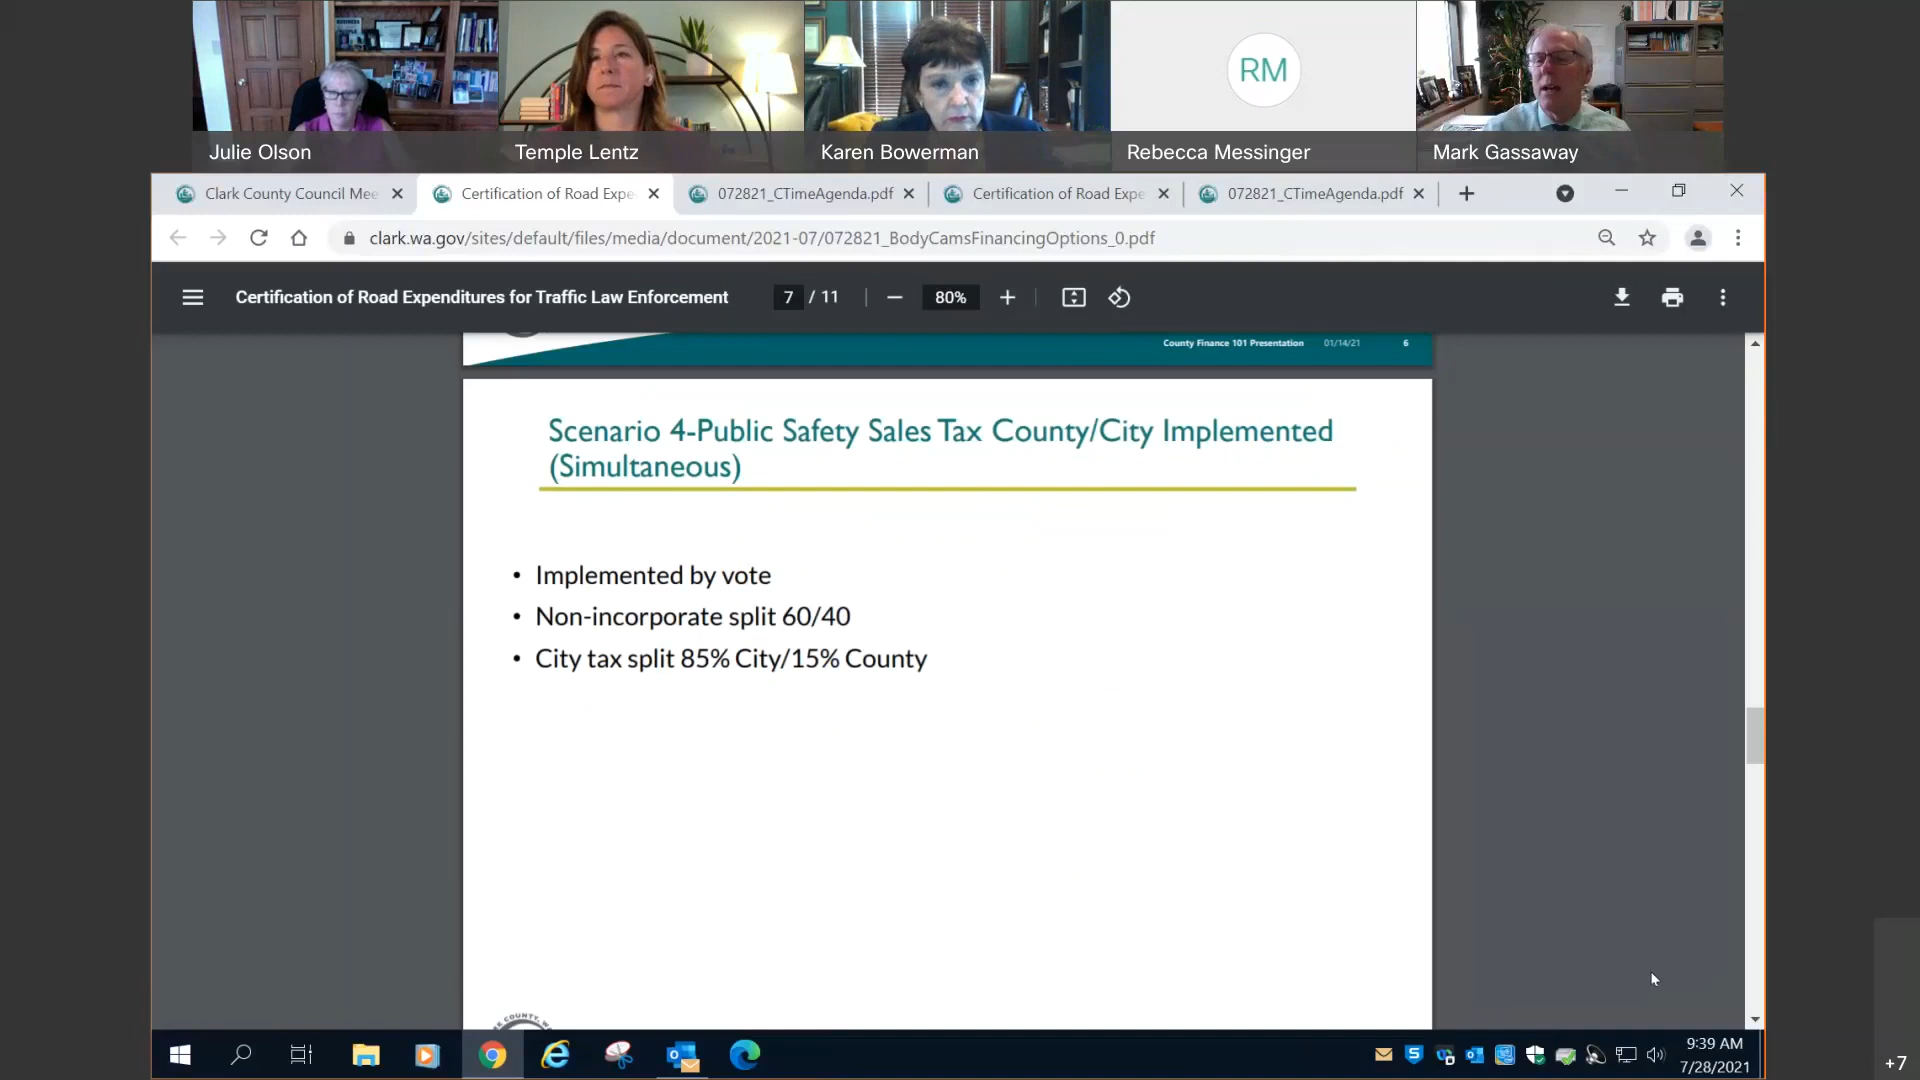 RM
Julie Olson
Temple Lentz
Karen Bowerman
Rebecca Messinger
Mark Gassaway
Clark County Council Mee
Certification of Road Expe
072821_CTimeAgenda.pdf
Certification of Road Expe
072821_CTimeAgenda.pdf
clark.wa.gov/sites/default/files/media/document/2021-07/072821_BodyCamsFinancingOptions_0.pdf
Certification of Road Expenditures for Traffic Law Enforcement
7 / 11
80%
County Finance 101 Presentation 01/14/21 6
Scenario 4-Public Safety Sales Tax County/City Implemented
(Simultaneous)
• Implemented by vote
• Non-incorporate split 60/40
• City tax split 85% City/15% County
9:39 AM
7/28/2021
+7